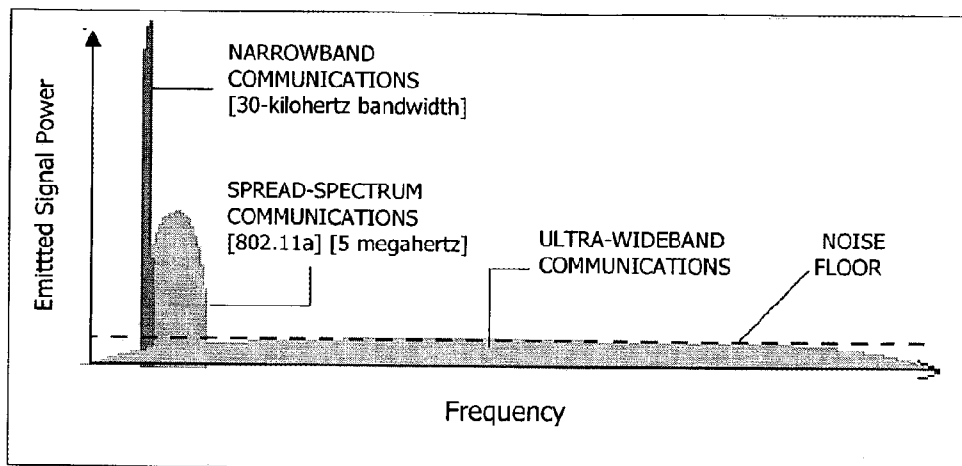 Emitttted Signal Power
NARROWBAND
COMMUNICATIONS
[30-kilohertz bandwidth]
SPREAD-SPECTRUM
COMMUNICATIONS
[802.11a] [5 megahertz]
ULTRA-WIDEBAND
COMMUNICATIONS
NOISE
FLOOR
Frequency